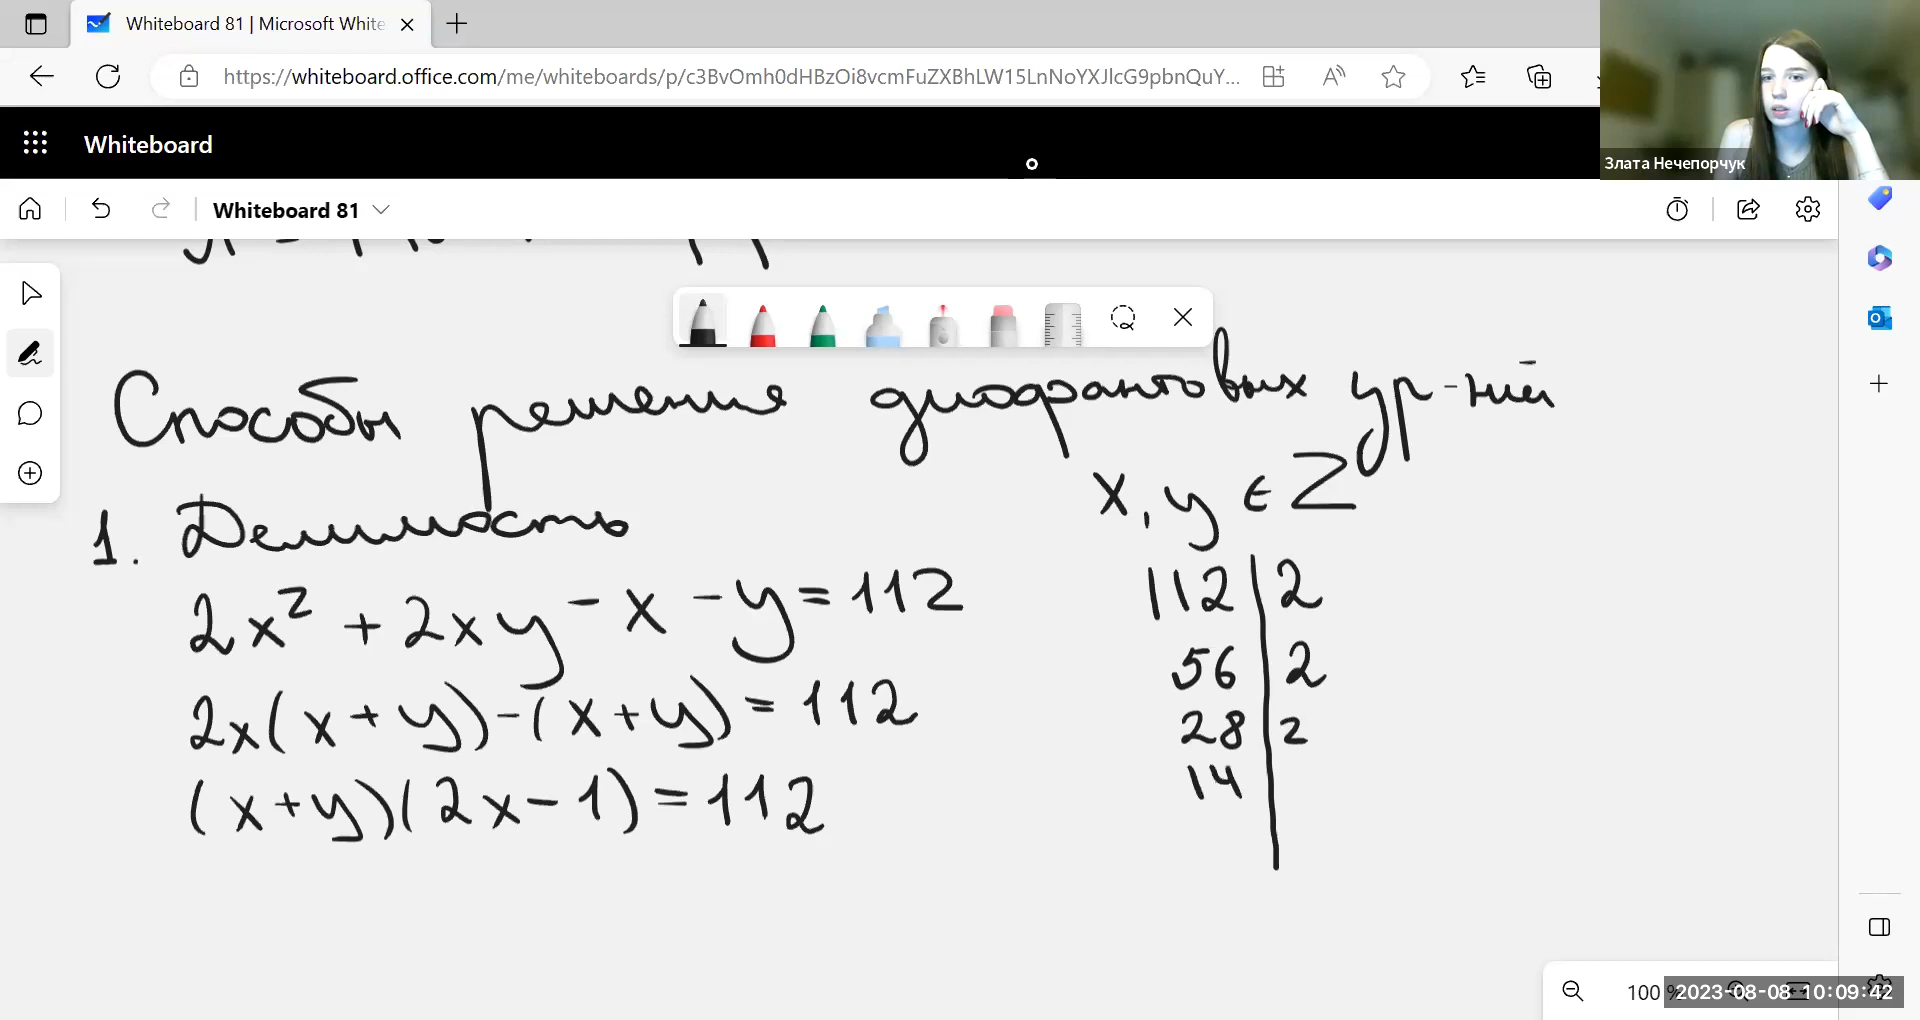 Whiteboard 81 | Microsoft White
https://whiteboard.office.com/me/whiteboards/p/c3BvOmh0dHBzOi8vcmFuZXBhLW15LnNoYXJlcG9pbnQuY...
Злата Нечепорчук
Whiteboard
Whiteboard 81
Способы решение диофрантовых ур-ний
x, y ∈ Z
1. Делимость
2x² + 2xy - x - y = 112
2x(x+y)-(x+y) = 112
(x+y)(2x-1) = 112
112 | 2
56 | 2
28 | 2
14 |
100 %
2023-08-08 10:09:42